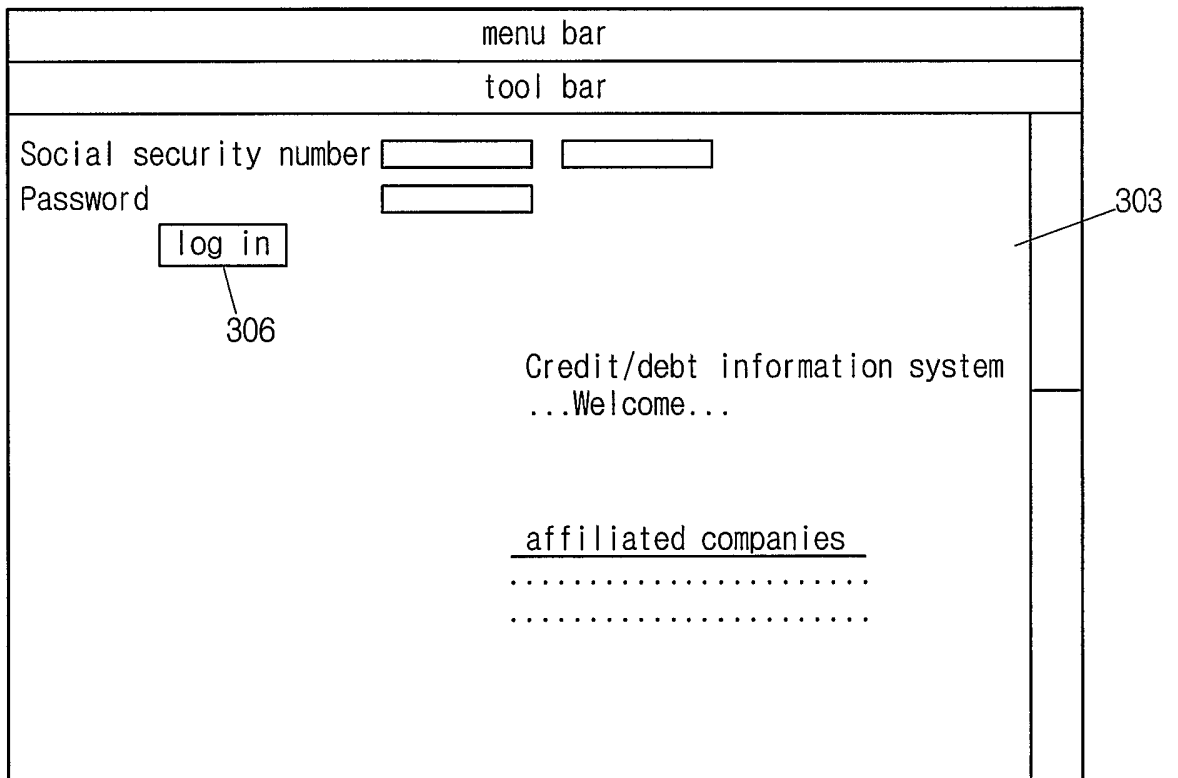 menu bar
tool bar
Social security number
Password
log in
303
306
Credit/debt information system
...Welcome...
affiliated companies
.......................
.......................